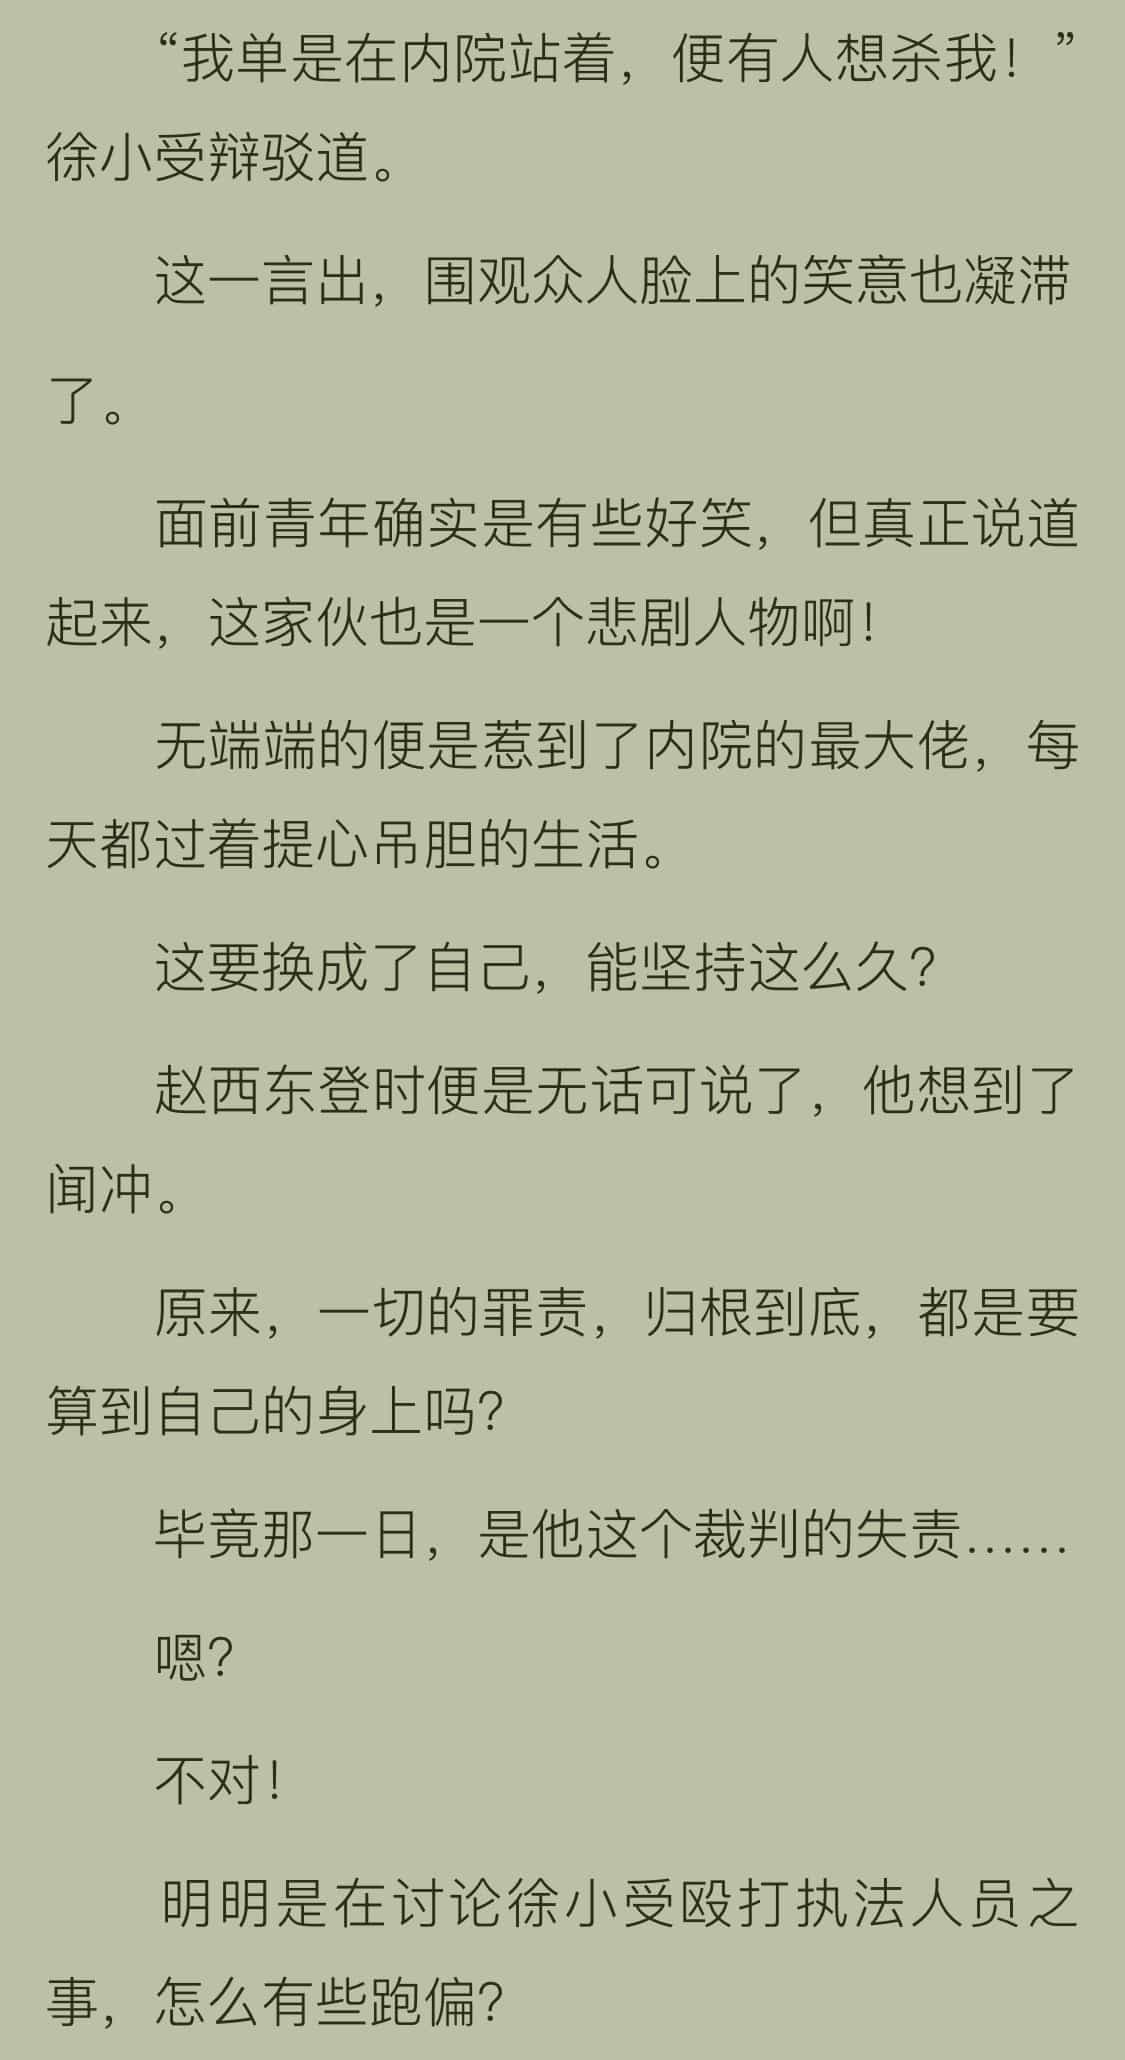 “我单是在内院站着，便有人想杀我！”
徐小受辩驳道。
这一言出，围观众人脸上的笑意也凝滞
了。
面前青年确实是有些好笑，但真正说道
起来，这家伙也是一个悲剧人物啊！
无端端的便是惹到了内院的最大佬，每
天都过着提心吊胆的生活。
这要换成了自己，能坚持这么久？
赵西东登时便是无话可说了，他想到了
闻冲。
原来，一切的罪责，归根到底，都是要
算到自己的身上吗？
毕竟那一日，是他这个裁判的失责……
嗯？
不对！
明明是在讨论徐小受殴打执法人员之
事，怎么有些跑偏？